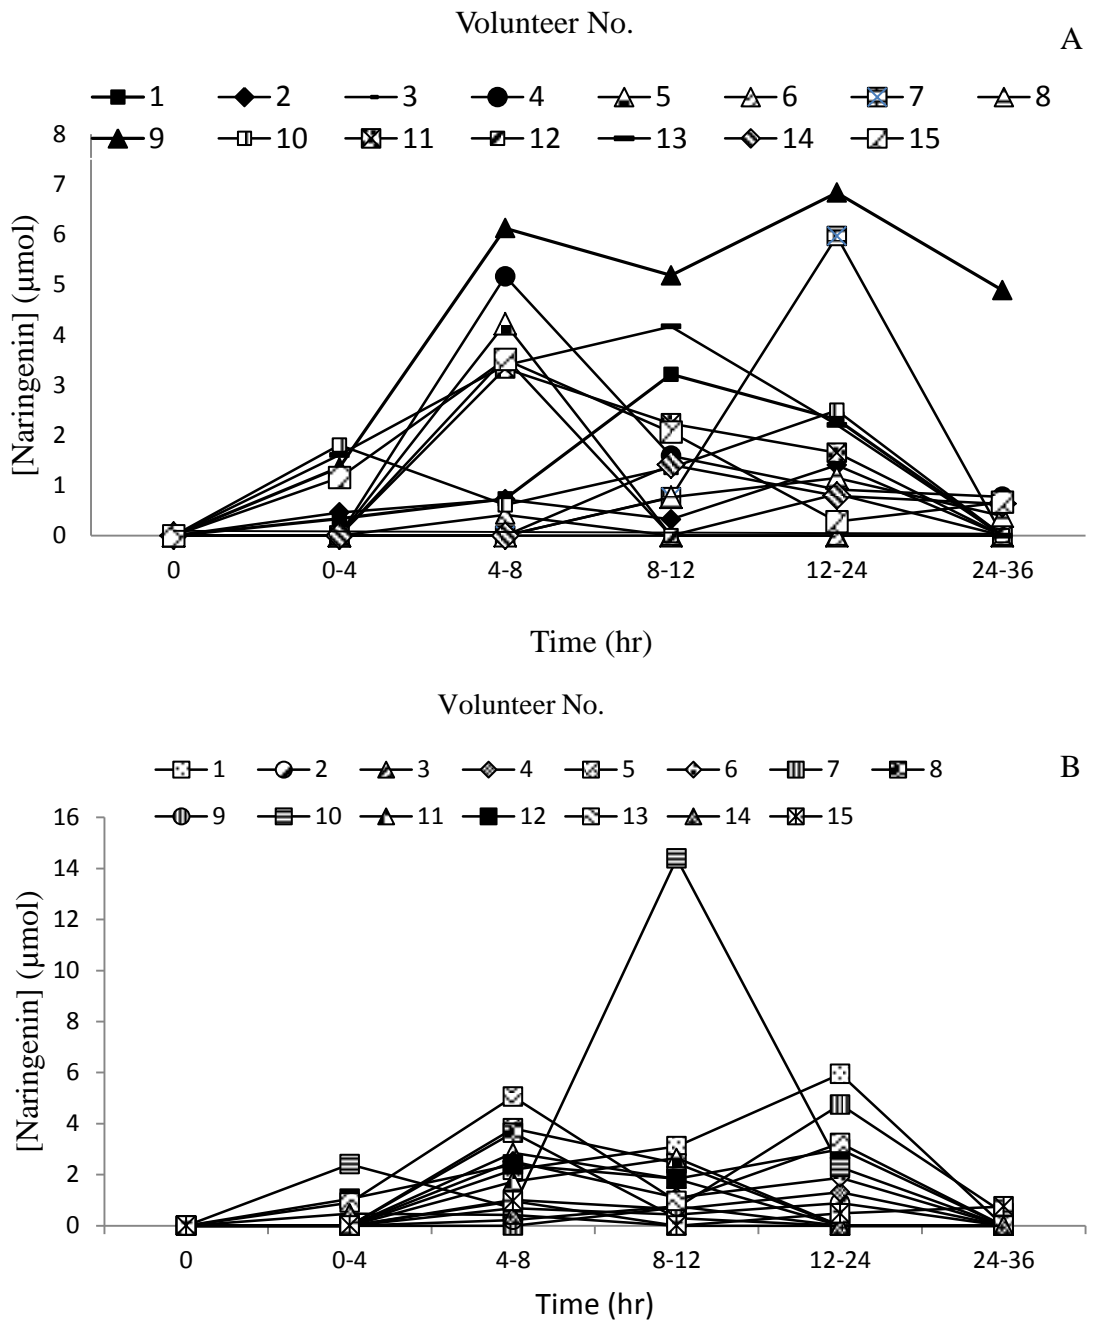 Volunteer No.
A
1 2 3 4 5 6 7 8
9 10 11 12 13 14 15
8
7
6
5
4
3
2
1
0
[Naringenin] (µmol)
0 0-4 4-8 8-12 12-24 24-36
Time (hr)
Volunteer No.
B
1 2 3 4 5 6 7 8
9 10 11 12 13 14 15
16
14
12
10
8
6
4
2
0
[Naringenin] (µmol)
0 0-4 4-8 8-12 12-24 24-36
Time (hr)